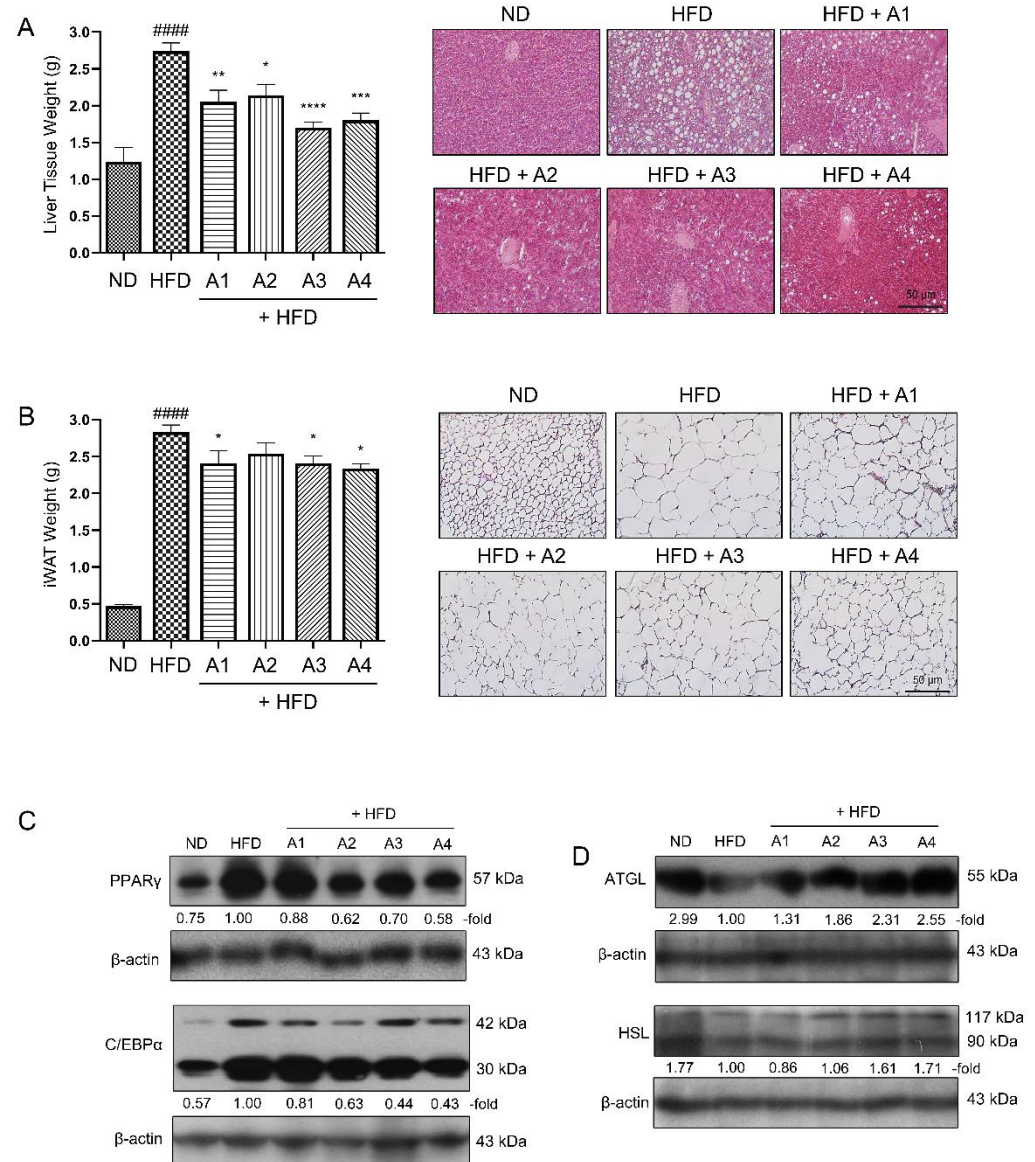 A
Liver Tissue Weight (g)
3.0
2.5
2.0
1.5
1.0
0.5
0.0
####
**
*
****
***
ND HFD A1 A2 A3 A4
+ HFD
ND HFD HFD + A1
HFD + A2 HFD + A3 HFD + A4
50 µm
B
iWAT Weight (g)
3.0
2.5
2.0
1.5
1.0
0.5
0.0
####
*
*
*
ND HFD A1 A2 A3 A4
+ HFD
ND HFD HFD + A1
HFD + A2 HFD + A3 HFD + A4
50 µm
C
+ HFD
ND HFD A1 A2 A3 A4
PPARγ 57 kDa
0.75 1.00 0.88 0.62 0.70 0.58 -fold
β-actin 43 kDa
42 kDa
C/EBPα
30 kDa
0.57 1.00 0.81 0.63 0.44 0.43 -fold
β-actin 43 kDa
D
+ HFD
ND HFD A1 A2 A3 A4
ATGL 55 kDa
2.99 1.00 1.31 1.86 2.31 2.55 -fold
β-actin 43 kDa
117 kDa
HSL 90 kDa
1.77 1.00 0.86 1.06 1.61 1.71 -fold
β-actin 43 kDa